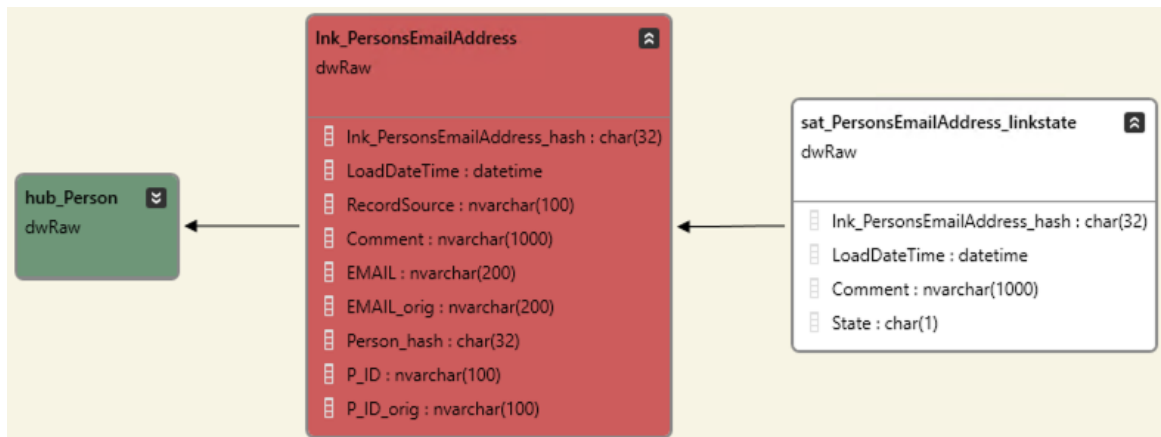 hub_Person
dwRaw
lnk_PersonsEmailAddress
dwRaw
lnk_PersonsEmailAddress_hash : char(32)
LoadDateTime : datetime
RecordSource : nvarchar(100)
Comment : nvarchar(1000)
EMAIL : nvarchar(200)
EMAIL_orig : nvarchar(200)
Person_hash : char(32)
P_ID : nvarchar(100)
P_ID_orig : nvarchar(100)
sat_PersonsEmailAddress_linkstate
dwRaw
lnk_PersonsEmailAddress_hash : char(32)
LoadDateTime : datetime
Comment : nvarchar(1000)
State : char(1)